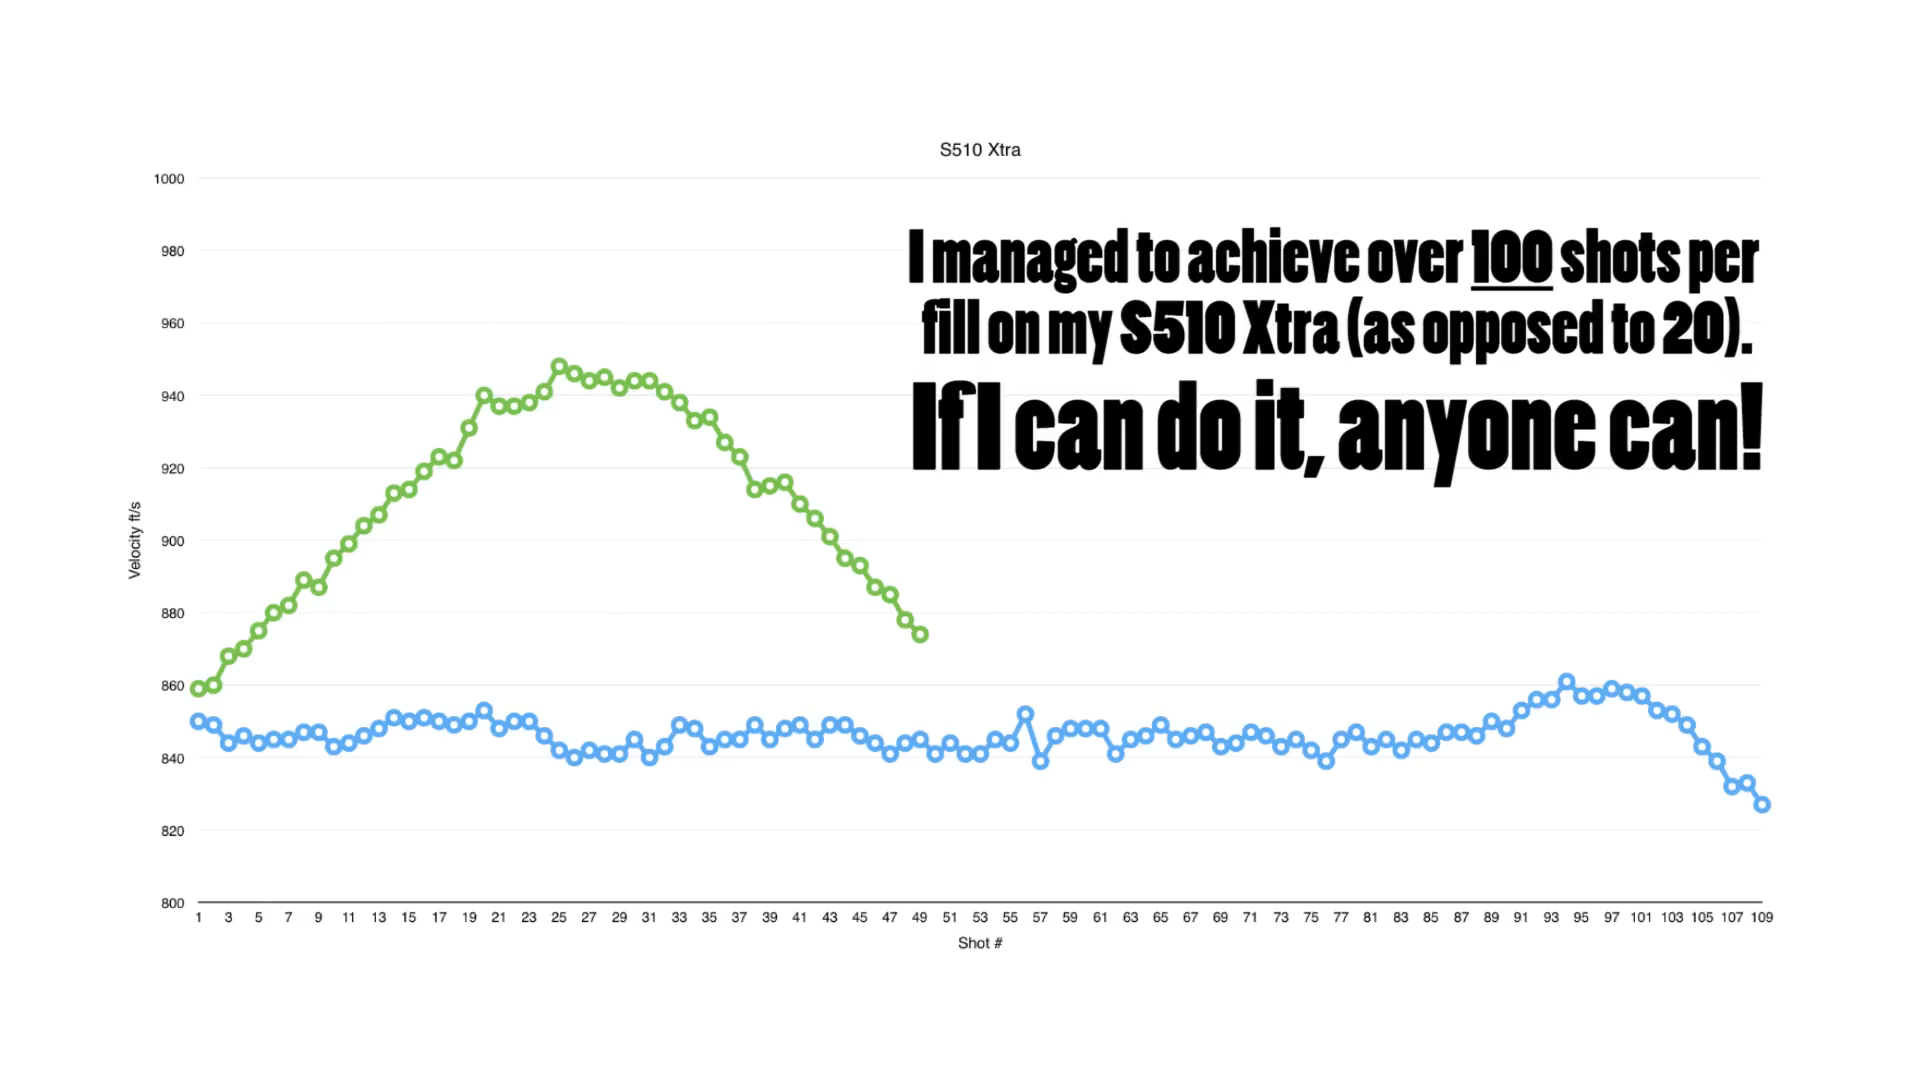 S510 Xtra
I managed to achieve over 100 shots per
fill on my S510 Xtra (as opposed to 20).
If I can do it, anyone can!
1000
980
960
940
920
900
880
860
840
820
800
Velocity ft/s
1 3 5 7 9 11 13 15 17 19 21 23 25 27 29 31 33 35 37 39 41 43 45 47 49 51 53 55 57 59 61 63 65 67 69 71 73 75 77 81 83 85 87 89 91 93 95 97 101 103 105 107 109
Shot #